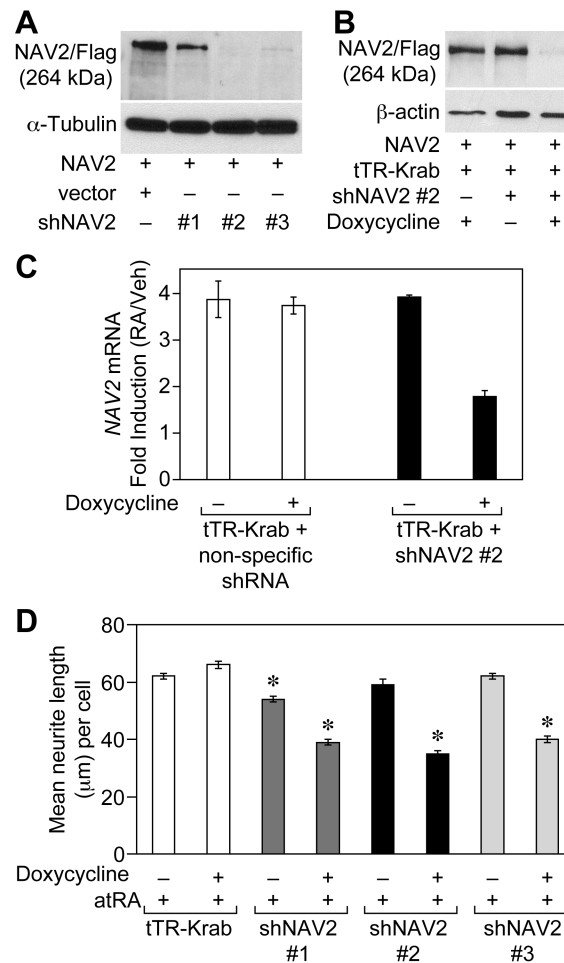 A
NAV2/Flag
(264 kDa)
α-Tubulin
NAV2 + + + +
vector + – – –
shNAV2 – #1 #2 #3
B
NAV2/Flag
(264 kDa)
β-actin
NAV2 + + +
tTR-Krab + + +
shNAV2 #2 – + +
Doxycycline + – +
C
NAV2 mRNA
Fold Induction (RA/Veh)
4
3
2
1
0
Doxycycline – + – +
tTR-Krab + tTR-Krab +
non-specific shNAV2 #2
shRNA
D
Mean neurite length
(μm) per cell
80
60
40
20
0
* * * *
Doxycycline – + – + – + – +
atRA + + + + + + + +
tTR-Krab shNAV2 shNAV2 shNAV2
#1 #2 #3